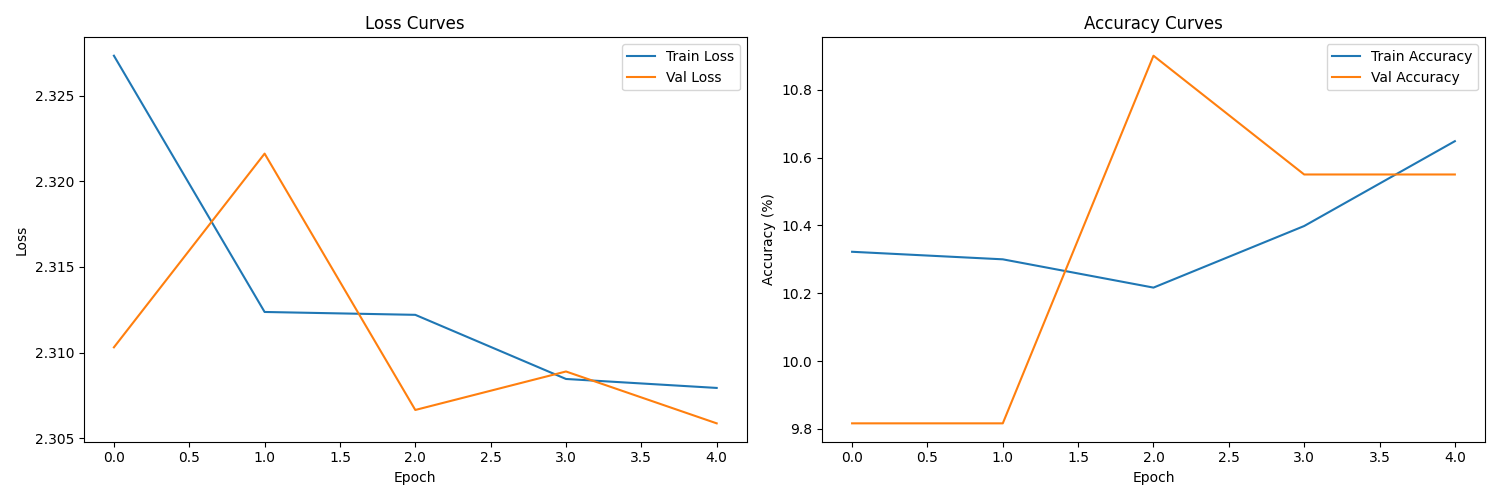 Loss Curves
Train Loss
Val Loss
2.325
2.320
2.315
2.310
2.305
Loss
0.0 0.5 1.0 1.5 2.0 2.5 3.0 3.5 4.0
Epoch
Accuracy Curves
Train Accuracy
Val Accuracy
10.8
10.6
10.4
10.2
10.0
9.8
Accuracy (%)
0.0 0.5 1.0 1.5 2.0 2.5 3.0 3.5 4.0
Epoch